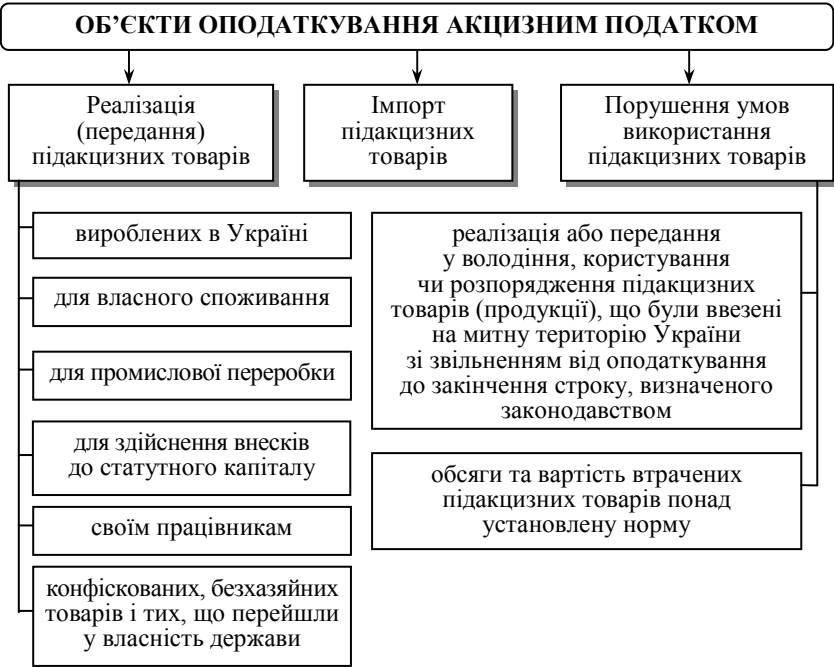 ОБ’ЄКТИ ОПОДАТКУВАННЯ АКЦИЗНИМ ПОДАТКОМ
Реалізація
(передання)
підакцизних товарів
Імпорт
підакцизних
товарів
Порушення умов
використання
підакцизних товарів
вироблених в Україні
для власного споживання
для промислової переробки
для здійснення внесків
до статутного капіталу
своїм працівникам
конфіскованих, безхазяйних
товарів і тих, що перейшли
у власність держави
реалізація або передання
у володіння, користування
чи розпорядження підакцизних
товарів (продукції), що були ввезені
на митну територію України
зі звільненням від оподаткування
до закінчення строку, визначеного
законодавством
обсяги та вартість втрачених
підакцизних товарів понад
установлену норму